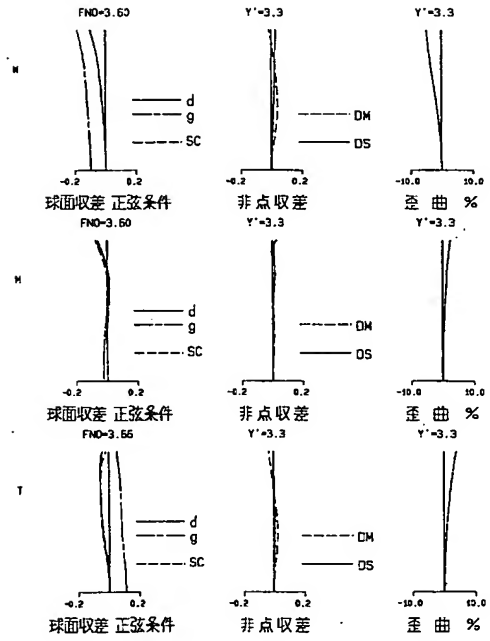 FNO=3.60 Y'=3.3 Y'=3.3
W
d
g
SC
DM
DS
-0.2 0.2 -0.2 0.2 -10.0 10.0
球面収差 正弦条件 非点収差 歪曲 %
FNO=3.60 Y'=3.3 Y'=3.3
M
d
g
SC
DM
DS
-0.2 0.2 -0.2 0.2 -10.0 10.0
球面収差 正弦条件 非点収差 歪曲 %
FNO=3.66 Y'=3.3 Y'=3.3
T
d
g
SC
DM
DS
-0.2 0.2 -0.2 0.2 -10.0 10.0
球面収差 正弦条件 非点収差 歪曲 %